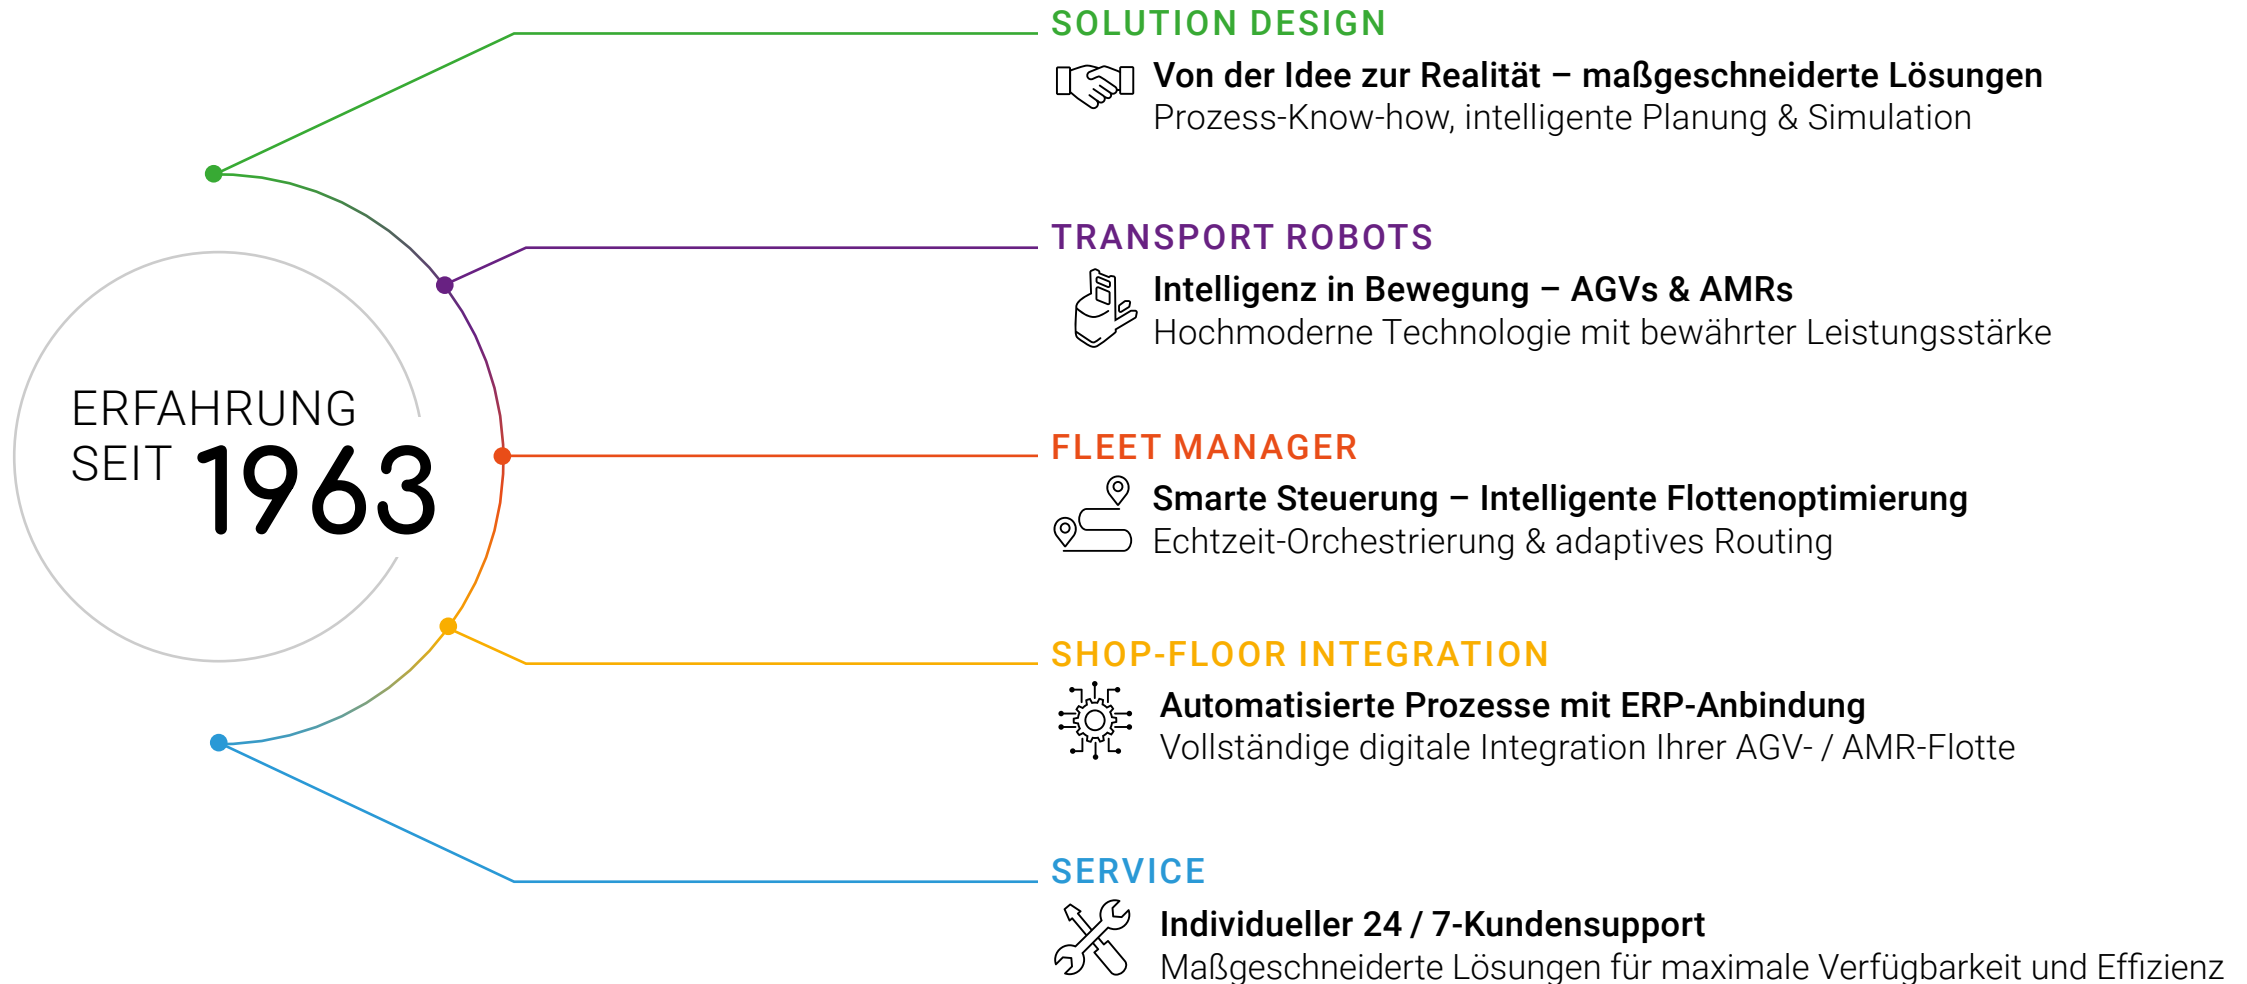 ERFAHRUNG
SEIT 1963
SOLUTION DESIGN
Von der Idee zur Realität – maßgeschneiderte Lösungen
Prozess-Know-how, intelligente Planung & Simulation
TRANSPORT ROBOTS
Intelligenz in Bewegung – AGVs & AMRs
Hochmoderne Technologie mit bewährter Leistungsstärke
FLEET MANAGER
Smarte Steuerung – Intelligente Flottenoptimierung
Echtzeit-Orchestrierung & adaptives Routing
SHOP-FLOOR INTEGRATION
Automatisierte Prozesse mit ERP-Anbindung
Vollständige digitale Integration Ihrer AGV- / AMR-Flotte
SERVICE
Individueller 24 / 7-Kundensupport
Maßgeschneiderte Lösungen für maximale Verfügbarkeit und Effizienz